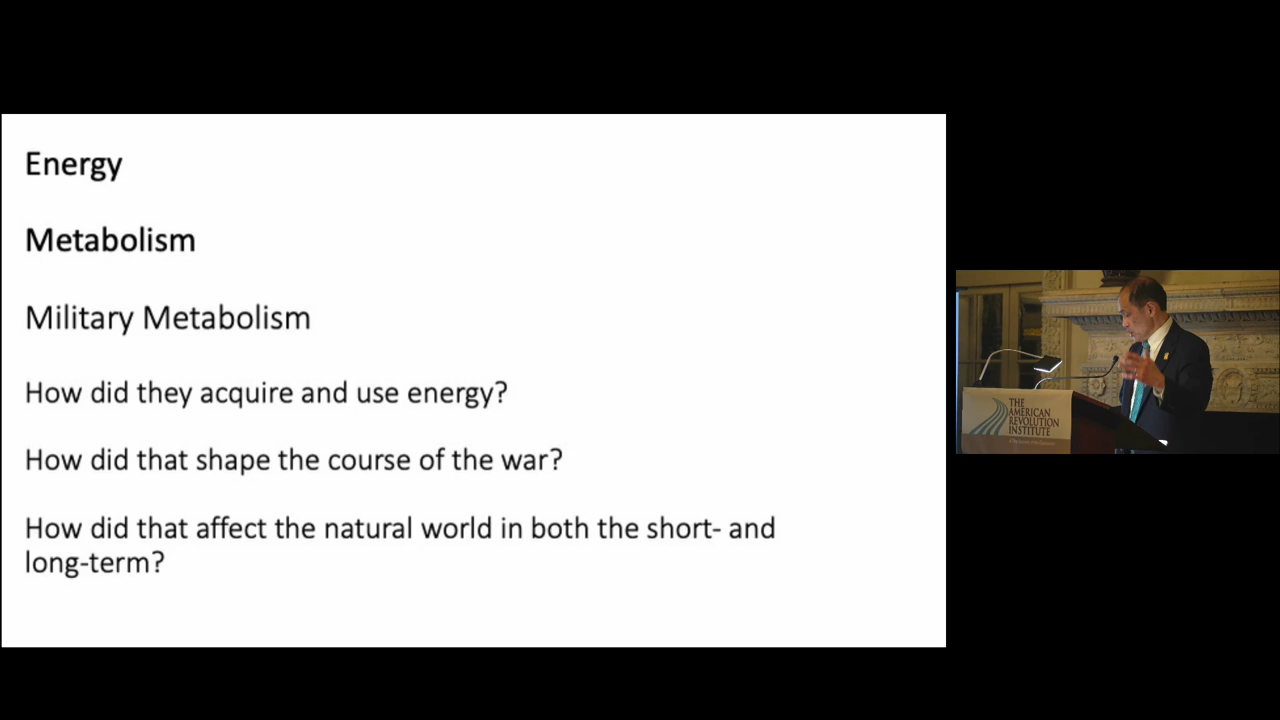 Energy
Metabolism
Military Metabolism
How did they acquire and use energy?
How did that shape the course of the war?
How did that affect the natural world in both the short- and
long-term?
THE
AMERICAN
REVOLUTION
INSTITUTE